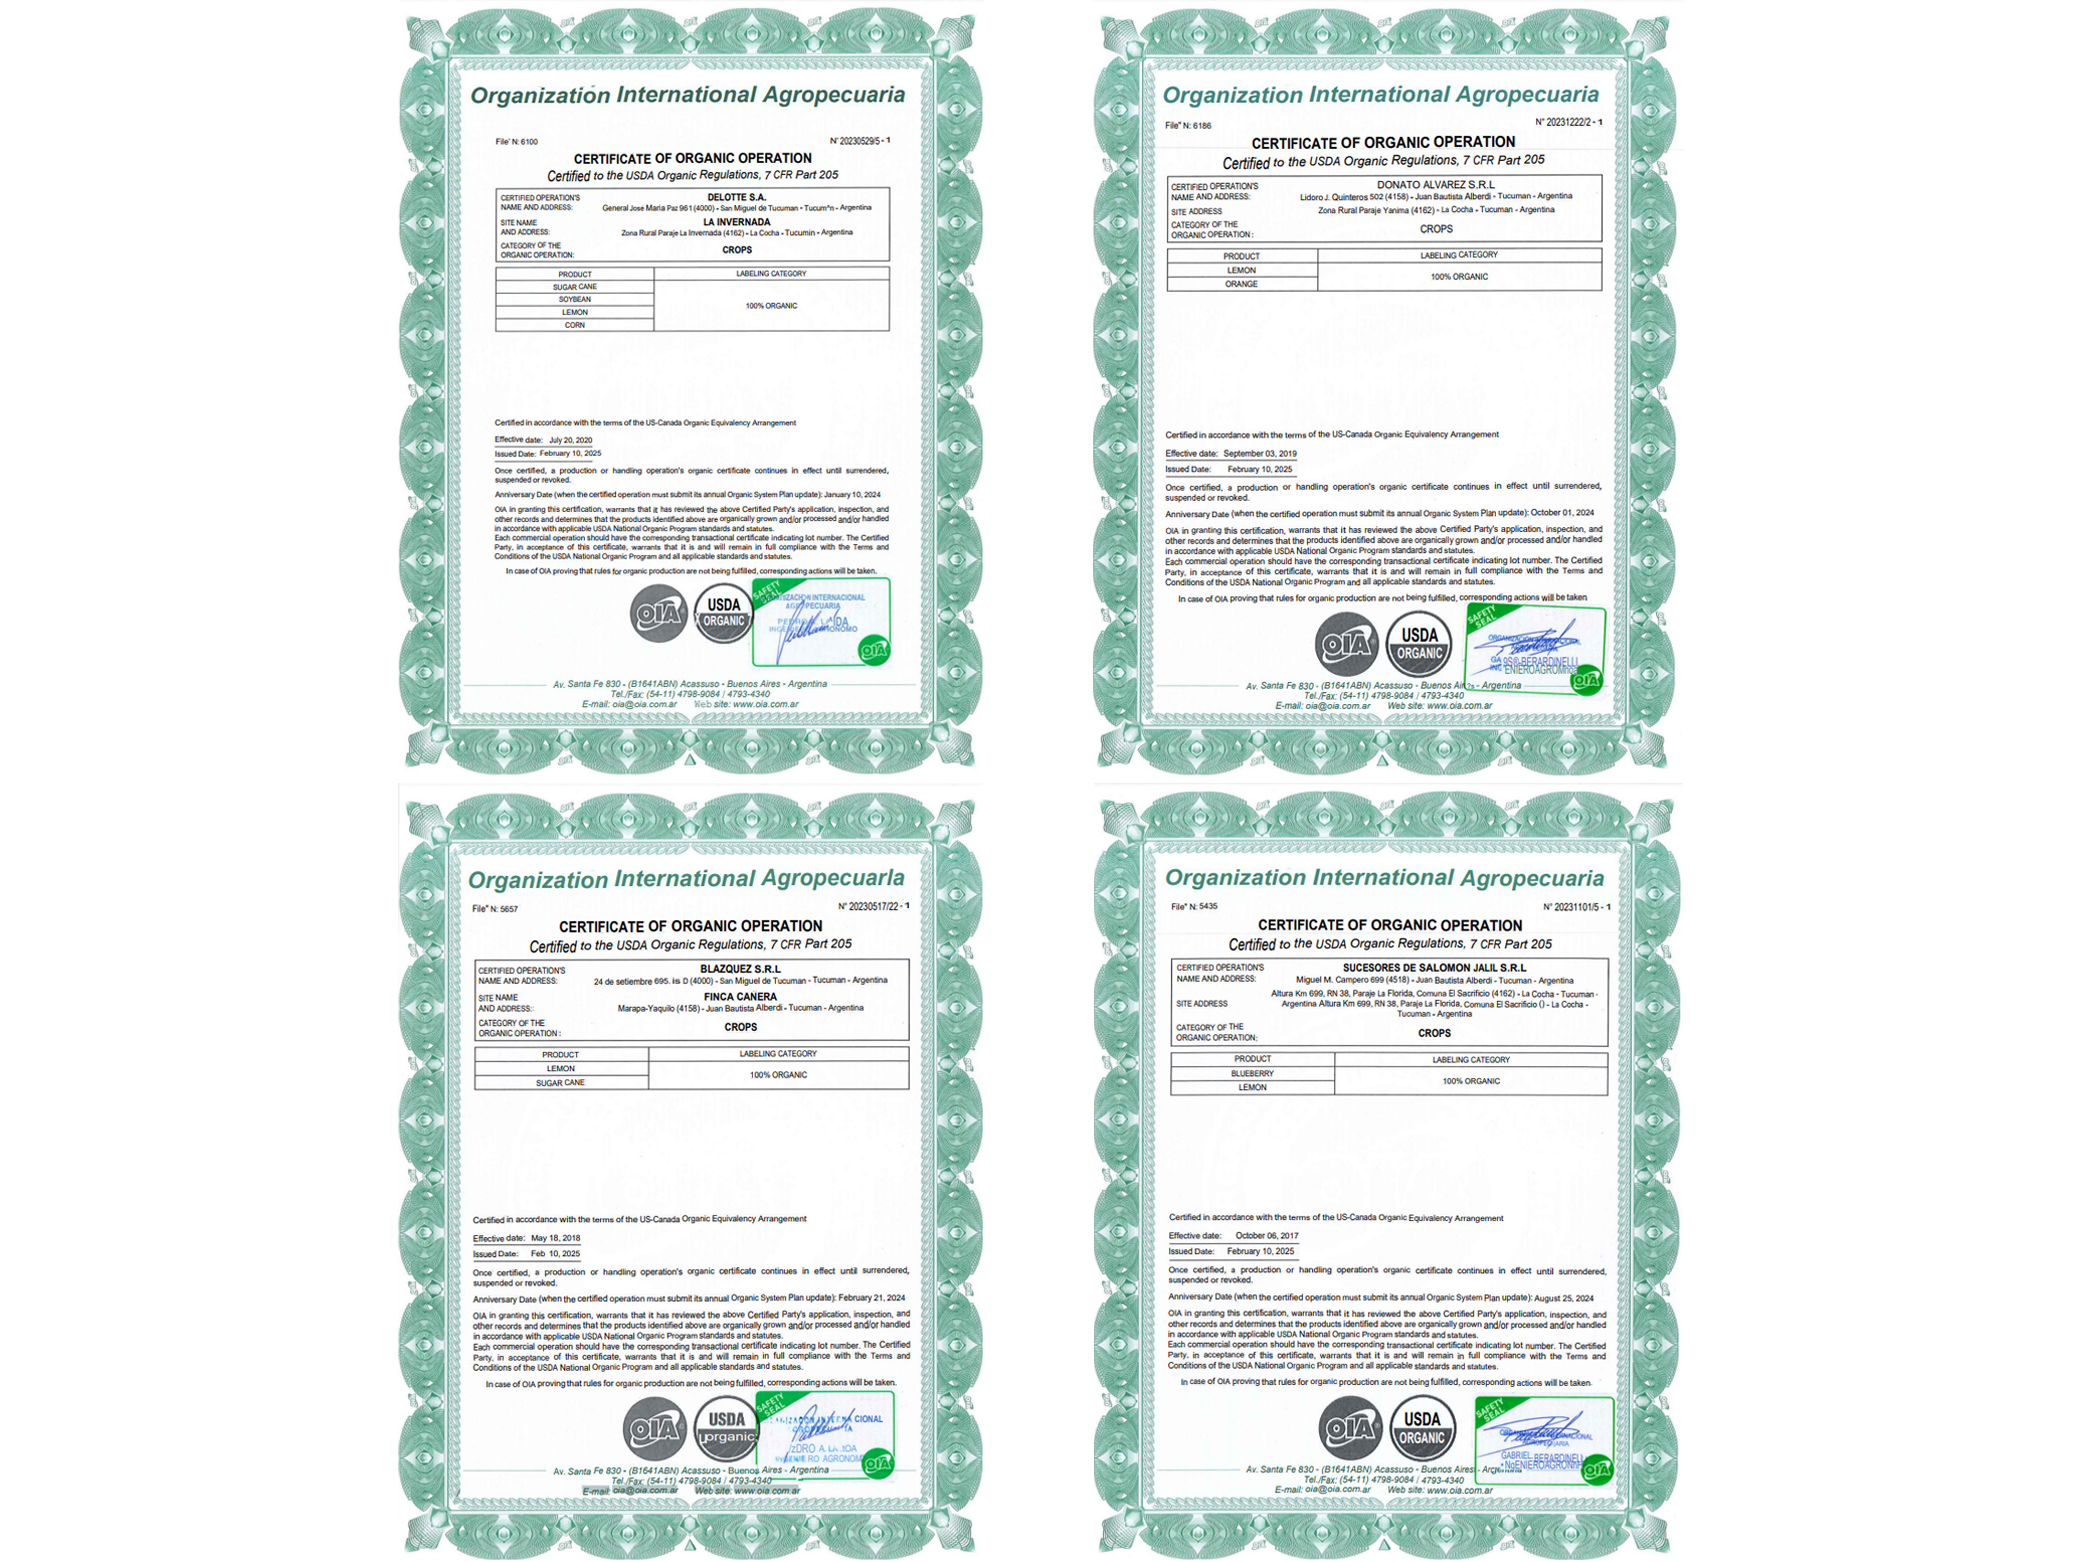 Organization International Agropecuaria
File' N: 6100
N° 20230529/5 - 1
CERTIFICATE OF ORGANIC OPERATION
Certified to the USDA Organic Regulations, 7 CFR Part 205
CERTIFIED OPERATION'S NAME AND ADDRESS:
DELOTTE S.A.
General José Maria Paz 961 (4000) - San Miguel de Tucuman - Tucum^n - Argentina
SITE NAME AND ADDRESS:
LA INVERNADA
Zona Rural Paraje La Invernada (4162) - La Cocha - Tucumin - Argentina
CATEGORY OF THE ORGANIC OPERATION:
CROPS
PRODUCT
LABELING CATEGORY
SUGAR CANE
SOYBEAN
LEMON
CORN
100% ORGANIC
Certified in accordance with the terms of the US-Canada Organic Equivalency Arrangement
Effective date: July 20, 2020
Issued Date: February 10, 2025
Once certified, a production or handling operation's organic certificate continues in effect until surrendered,
suspended or revoked.
Anniversary Date (when the certified operation must submit its annual Organic System Plan update): January 10, 2024
OIA in granting this certification, warrants that it has reviewed the above Certified Party's application, inspection, and
other records and determines that the products identified above are organically grown and/or processed and/or handled
in accordance with applicable USDA National Organic Program standards and statutes.
Each commercial operation should have the corresponding transactional certificate indicating lot number. The Certified
Party, in acceptance of this certificate, warrants that it is and will remain in full compliance with the Terms and
Conditions of the USDA National Organic Program and all applicable standards and statutes.
In case of OIA proving that rules for organic production are not being fulfilled, corresponding actions will be taken.
OIA
USDA
ORGANIC
SAFETY SEAL
INTERNACIONAL
OIA
Av. Santa Fe 830 - (B1641ABN) Acassuso - Buenos Aires - Argentina
Tel./Fax: (54-11) 4798-9084 / 4793-4340
E-mail: oia@oia.com.ar Web site: www.oia.com.ar
Organization International Agropecuaria
File" N: 6186
N° 20231222/2 - 1
CERTIFICATE OF ORGANIC OPERATION
Certified to the USDA Organic Regulations, 7 CFR Part 205
CERTIFIED OPERATION'S NAME AND ADDRESS:
DONATO ALVAREZ S.R.L
Lidoro J. Quinteros 502 (4158) - Juan Bautista Alberdi - Tucuman - Argentina
SITE ADDRESS
Zona Rural Paraje Yanima (4162) - La Cocha - Tucuman - Argentina
CATEGORY OF THE ORGANIC OPERATION :
CROPS
PRODUCT
LABELING CATEGORY
LEMON
ORANGE
100% ORGANIC
Certified in accordance with the terms of the US-Canada Organic Equivalency Arrangement
Effective date: September 03, 2019
Issued Date: February 10, 2025
Once certified, a production or handling operation's organic certificate continues in effect until surrendered,
suspended or revoked.
Anniversary Date (when the certified operation must submit its annual Organic System Plan update): October 01, 2024
OIA in granting this certification, warrants that it has reviewed the above Certified Party's application, inspection, and
other records and determines that the products identified above are organically grown and/or processed and/or handled
in accordance with applicable USDA National Organic Program standards and statutes.
Each commercial operation should have the corresponding transactional certificate indicating lot number. The Certified
Party, in acceptance of this certificate, warrants that it is and will remain in full compliance with the Terms and
Conditions of the USDA National Organic Program and all applicable standards and statutes.
In case of OIA proving that rules for organic production are not being fulfilled, corresponding actions will be taken
OIA
USDA
ORGANIC
SAFETY SEAL
BERARDINELLI
OIA
Av. Santa Fe 830 - (B1641ABN) Acassuso - Buenos Aires - Argentina
Tel./Fax: (54-11) 4798-9084 / 4793-4340
E-mail: oia@oia.com.ar Web site: www.oia.com.ar
Organization International Agropecuarla
File" N: 5657
N° 20230517/22 - 1
CERTIFICATE OF ORGANIC OPERATION
Certified to the USDA Organic Regulations, 7 CFR Part 205
CERTIFIED OPERATION'S NAME AND ADDRESS:
BLAZQUEZ S.R.L
24 de setiembre 695. is D (4000) - San Miguel de Tucuman - Tucuman - Argentina
SITE NAME AND ADDRESS::
FINCA CANERA
Marapa-Yaquilo (4158) - Juan Bautista Alberdi - Tucuman - Argentina
CATEGORY OF THE ORGANIC OPERATION :
CROPS
PRODUCT
LABELING CATEGORY
LEMON
SUGAR CANE
100% ORGANIC
Certified in accordance with the terms of the US-Canada Organic Equivalency Arrangement
Effective date: May 18, 2018
Issued Date: Feb 10, 2025
Once certified, a production or handling operation's organic certificate continues in effect until surrendered,
suspended or revoked.
Anniversary Date (when the certified operation must submit its annual Organic System Plan update): February 21, 2024
OIA in granting this certification, warrants that it has reviewed the above Certified Party's application, inspection, and
other records and determines that the products identified above are organically grown and/or processed and/or handled
in accordance with applicable USDA National Organic Program standards and statutes.
Each commercial operation should have the corresponding transactional certificate indicating lot number. The Certified
Party, in acceptance of this certificate, warrants that it is and will remain in full compliance with the Terms and
Conditions of the USDA National Organic Program and all applicable standards and statutes.
In case of OIA proving that rules for organic production are not being fulfilled, corresponding actions will be taken.
OIA
USDA
organic
SAFETY SEAL
OIA
Av. Santa Fe 830 - (B1641ABN) Acassuso - Buenos Aires - Argentina
Tel./Fax: (54-11) 4798-9084 / 4793-4340
E-mail: oia@oia.com.ar Web site: www.oia.com.ar
Organization International Agropecuaria
File" N: 5435
N° 20231101/5 - 1
CERTIFICATE OF ORGANIC OPERATION
Certified to the USDA Organic Regulations, 7 CFR Part 205
CERTIFIED OPERATION'S NAME AND ADDRESS:
SUCESORES DE SALOMON JALIL S.R.L
Miguel M. Campero 699 (4518) - Juan Bautista Alberdi - Tucuman - Argentina
SITE ADDRESS
Altura Km 699, RN 38, Paraje La Florida, Comuna El Sacrificio (4162) - La Cocha - Tucuman -
Argentina Altura Km 699, RN 38, Paraje La Florida, Comuna El Sacrificio () - La Cocha -
Tucuman - Argentina
CATEGORY OF THE ORGANIC OPERATION:
CROPS
PRODUCT
LABELING CATEGORY
BLUEBERRY
LEMON
100% ORGANIC
Certified in accordance with the terms of the US-Canada Organic Equivalency Arrangement
Effective date: October 06, 2017
Issued Date: February 10, 2025
Once certified, a production or handling operation's organic certificate continues in effect until surrendered,
suspended or revoked.
Anniversary Date (when the certified operation must submit its annual Organic System Plan update): August 25, 2024
OIA in granting this certification, warrants that it has reviewed the above Certified Party's application, inspection, and
other records and determines that the products identified above are organically grown and/or processed and/or handled
in accordance with applicable USDA National Organic Program standards and statutes.
Each commercial operation should have the corresponding transactional certificate indicating lot number. The Certified
Party, in acceptance of this certificate, warrants that it is and will remain in full compliance with the Terms and
Conditions of the USDA National Organic Program and all applicable standards and statutes.
In case of OIA proving that rules for organic production are not being fulfilled, corresponding actions will be taken
OIA
USDA
ORGANIC
SAFETY SEAL
GABRIEL BERARDINELLI
OIA
Av. Santa Fe 830 - (B1641ABN) Acassuso - Buenos Aires - Argentina
Tel./Fax: (54-11) 4798-9084 / 4793-4340
E-mail: oia@oia.com.ar Web site: www.oia.com.ar